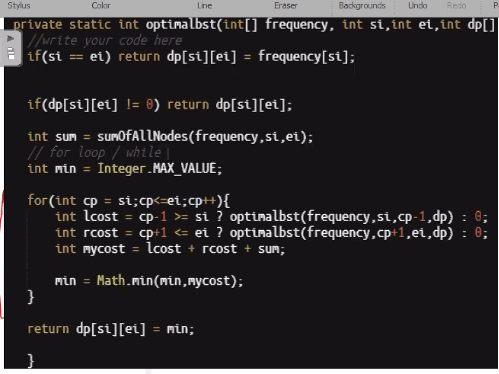 Stylus Color Line Eraser Backgrounds Undo Redo
private static int optimalbst(int[] frequency, int si,int ei,int dp[]
//write your code here
if(si == ei) return dp[si][ei] = frequency[si];
if(dp[si][ei] != 0) return dp[si][ei];
int sum = sumOfAllNodes(frequency,si,ei);
// for loop / while
int min = Integer.MAX_VALUE;
for(int cp = si;cp<=ei;cp++){
int lcost = cp-1 >= si ? optimalbst(frequency,si,cp-1,dp) : 0;
int rcost = cp+1 <= ei ? optimalbst(frequency,cp+1,ei,dp) : 0;
int mycost = lcost + rcost + sum;
min = Math.min(min,mycost);
}
return dp[si][ei] = min;
}